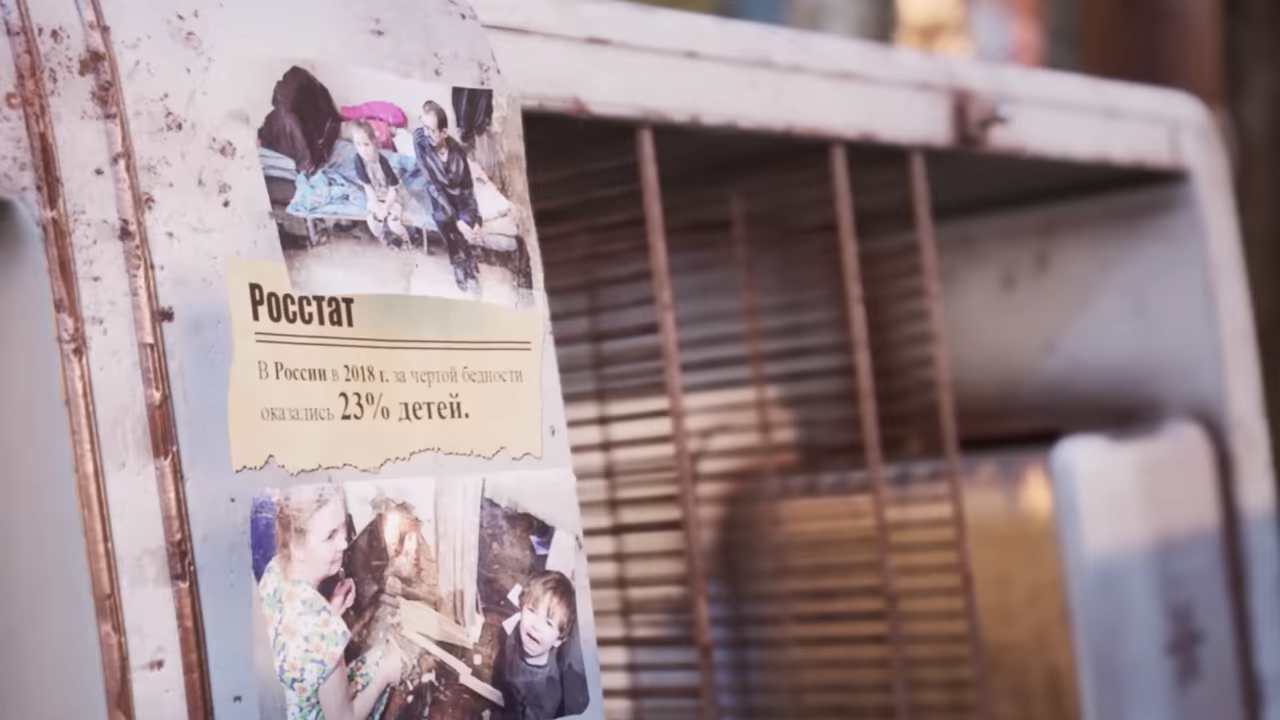 Росстат
В России в 2018 г. за чертой бедности
оказались 23% детей.